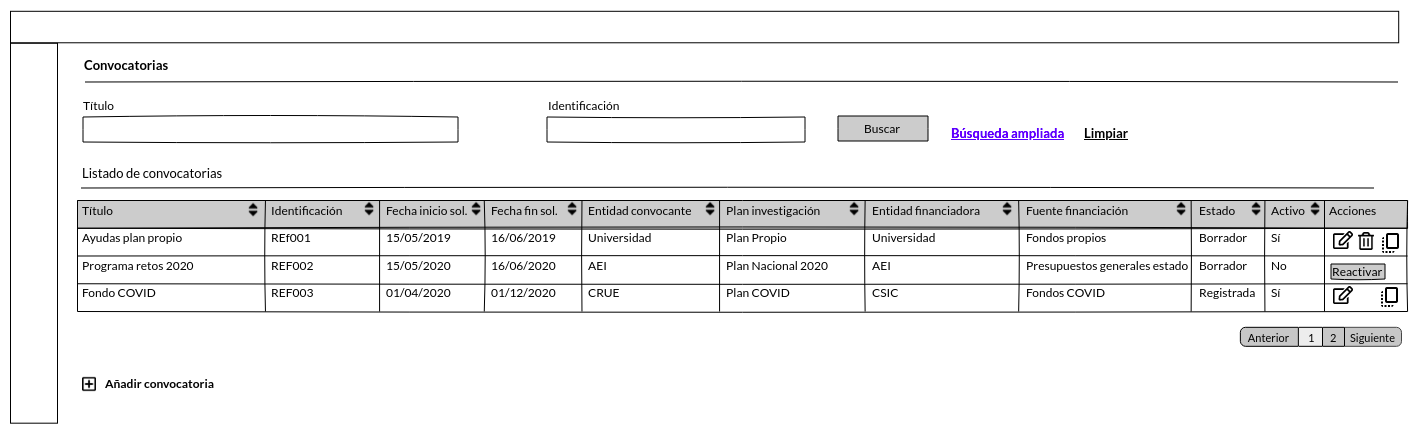 Convocatorias
Título Identificación
Buscar Búsqueda ampliada Limpiar
Listado de convocatorias
Título Identificación Fecha inicio sol. Fecha fin sol. Entidad convocante Plan investigación Entidad financiadora Fuente financiación Estado Activo Acciones
Ayudas plan propio REf001 15/05/2019 16/06/2019 Universidad Plan Propio Universidad Fondos propios Borrador Sí
Programa retos 2020 REF002 15/05/2020 16/06/2020 AEI Plan Nacional 2020 AEI Presupuestos generales estado Borrador No Reactivar
Fondo COVID REF003 01/04/2020 01/12/2020 CRUE Plan COVID CSIC Fondos COVID Registrada Sí
Anterior 1 2 Siguiente
Añadir convocatoria